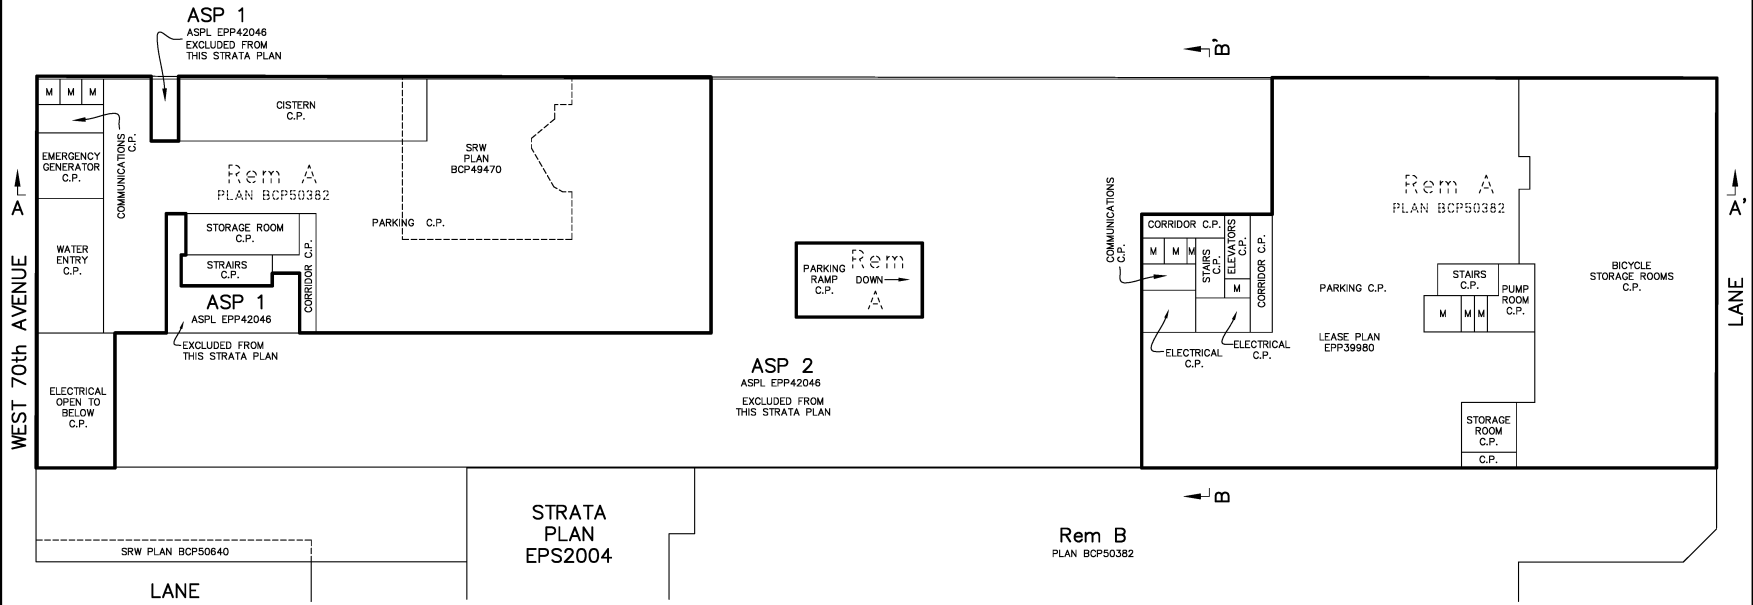 ASP 1
ASPL EPP42046
EXCLUDED FROM
THIS STRATA PLAN
B'
M M M
COMMUNICATIONS
C.P.
EMERGENCY
GENERATOR
C.P.
WATER
ENTRY
C.P.
ELECTRICAL
OPEN TO
BELOW
C.P.
A
WEST 70th AVENUE
CISTERN
C.P.
Rem A
PLAN BCP50382
SRW
PLAN
BCP49470
PARKING C.P.
STORAGE ROOM
C.P.
STRAIRS
C.P.
CORRIDOR C.P.
ASP 1
ASPL EPP42046
EXCLUDED FROM
THIS STRATA PLAN
PARKING
RAMP
C.P.
Rem
DOWN
A
ASP 2
ASPL EPP42046
EXCLUDED FROM
THIS STRATA PLAN
COMMUNICATIONS
C.P.
CORRIDOR C.P.
M M M
STAIRS
C.P.
ELEVATORS
C.P.
M
CORRIDOR C.P.
ELECTRICAL
C.P.
ELECTRICAL
C.P.
Rem A
PLAN BCP50382
PARKING C.P.
LEASE PLAN
EPP39980
STAIRS
C.P.
M M M
PUMP
ROOM
C.P.
STORAGE
ROOM
C.P.
C.P.
BICYCLE
STORAGE ROOMS
C.P.
A'
LANE
B
STRATA
PLAN
EPS2004
Rem B
PLAN BCP50382
SRW PLAN BCP50640
LANE